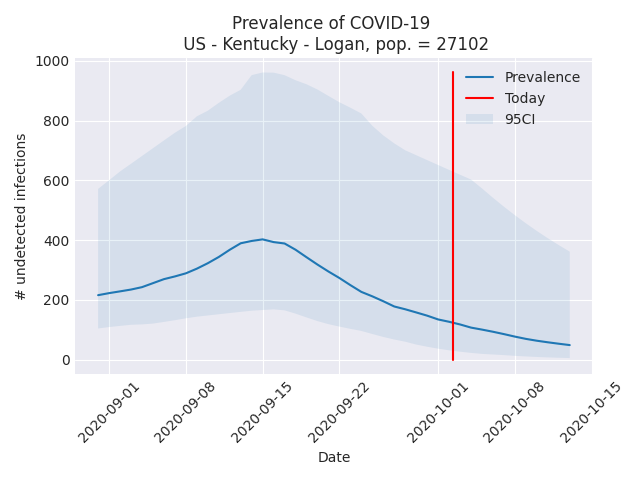 Prevalence of COVID-19
US - Kentucky - Logan, pop. = 27102
1000
800
600
400
200
0
# undetected infections
Prevalence
Today
95CI
2020-09-01
2020-09-08
2020-09-15
2020-09-22
2020-10-01
2020-10-08
2020-10-15
Date